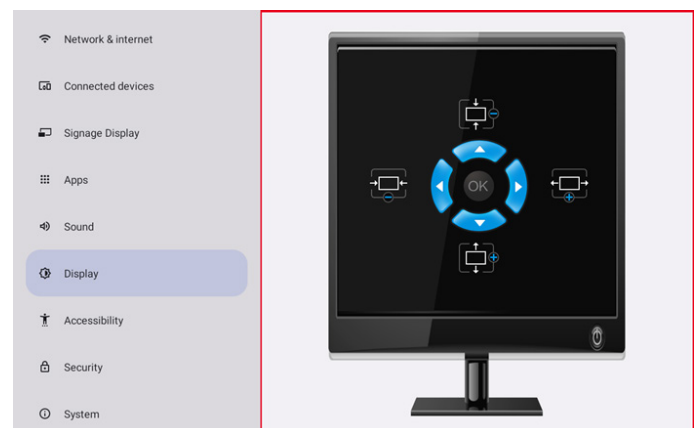 Network & internet
Connected devices
Signage Display
Apps
Sound
Display
Accessibility
Security
System
OK